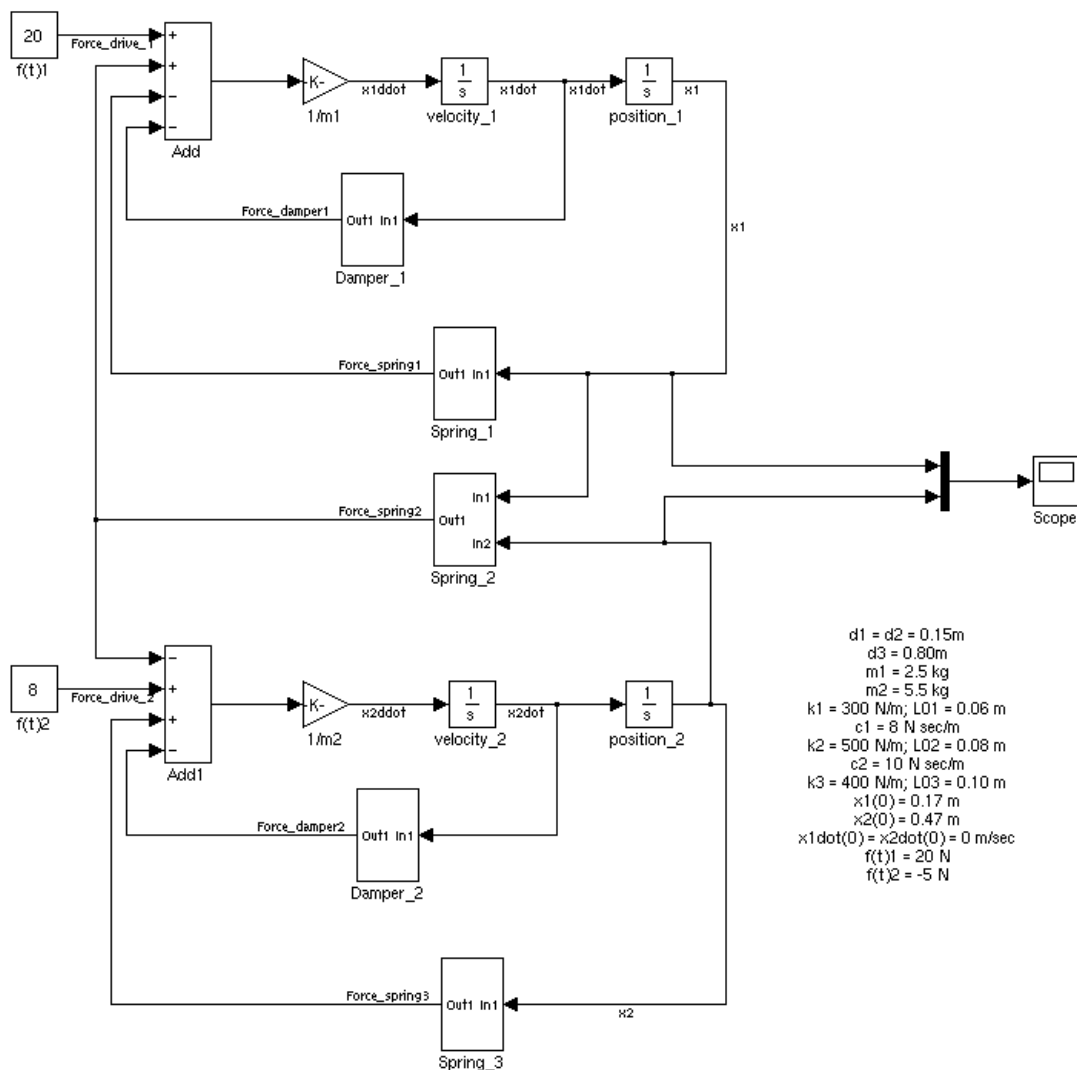 20
f(t)1
Force_drive_1
+
+
−
−
Add
-K-
1/m1
x1ddot
1
s
velocity_1
x1dot
x1dot
1
s
position_1
x1
Force_damper1
Out1 In1
Damper_1
x1
Force_spring1
Out1 In1
Spring_1
Force_spring2
In1
Out1
In2
Spring_2
Scope
8
f(t)2
Force_drive_2
−
+
+
−
Add1
-K-
1/m2
x2ddot
1
s
velocity_2
x2dot
1
s
position_2
Force_damper2
Out1 In1
Damper_2
Force_spring3
Out1 In1
Spring_3
x2
d1 = d2 = 0.15m
d3 = 0.80m
m1 = 2.5 kg
m2 = 5.5 kg
k1 = 300 N/m; L01 = 0.06 m
c1 = 8 N sec/m
k2 = 500 N/m; L02 = 0.08 m
c2 = 10 N sec/m
k3 = 400 N/m; L03 = 0.10 m
x1(0) = 0.17 m
x2(0) = 0.47 m
x1dot(0) = x2dot(0) = 0 m/sec
f(t)1 = 20 N
f(t)2 = -5 N